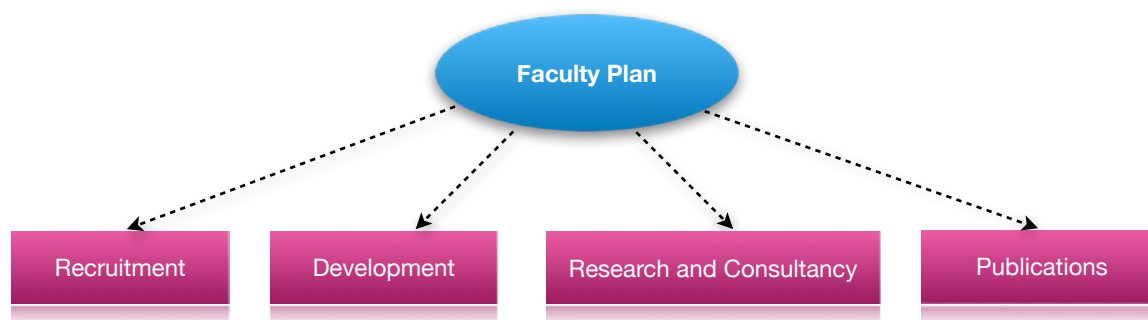 Faculty Plan
Recruitment
Development
Research and Consultancy
Publications